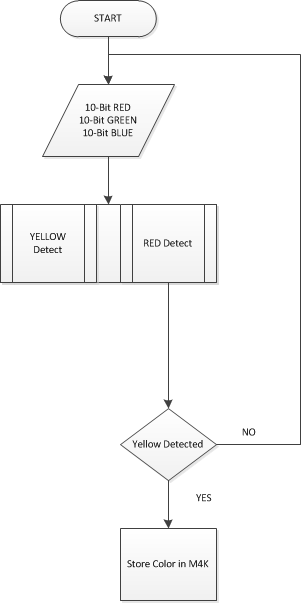 START
10-Bit RED
10-Bit GREEN
10-Bit BLUE
YELLOW
Detect
RED Detect
Yellow Detected
NO
YES
Store Color in M4K